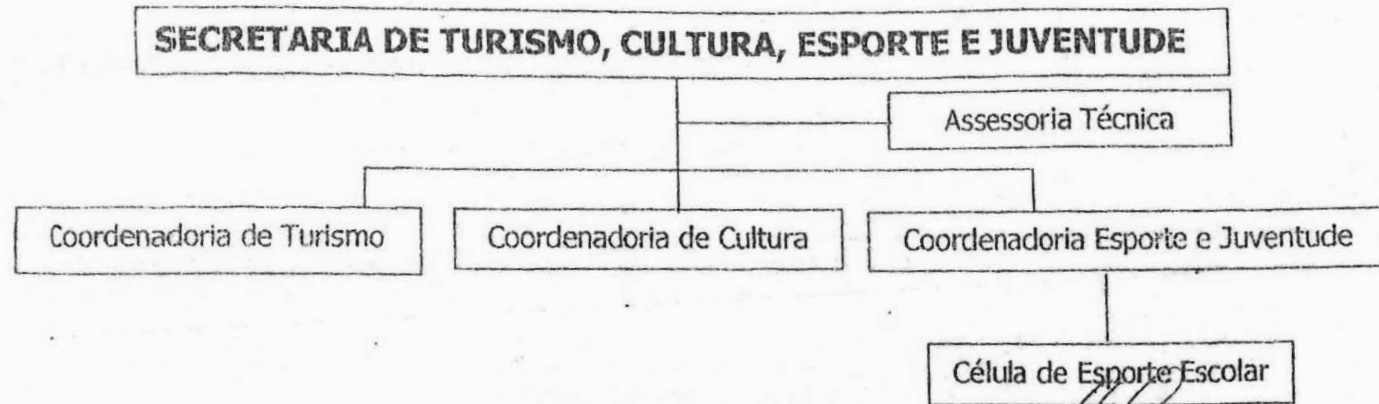 SECRETARIA DE TURISMO, CULTURA, ESPORTE E JUVENTUDE
Assessoria Técnica
Coordenadoria de Turismo
Coordenadoria de Cultura
Coordenadoria Esporte e Juventude
Célula de Esporte Escolar